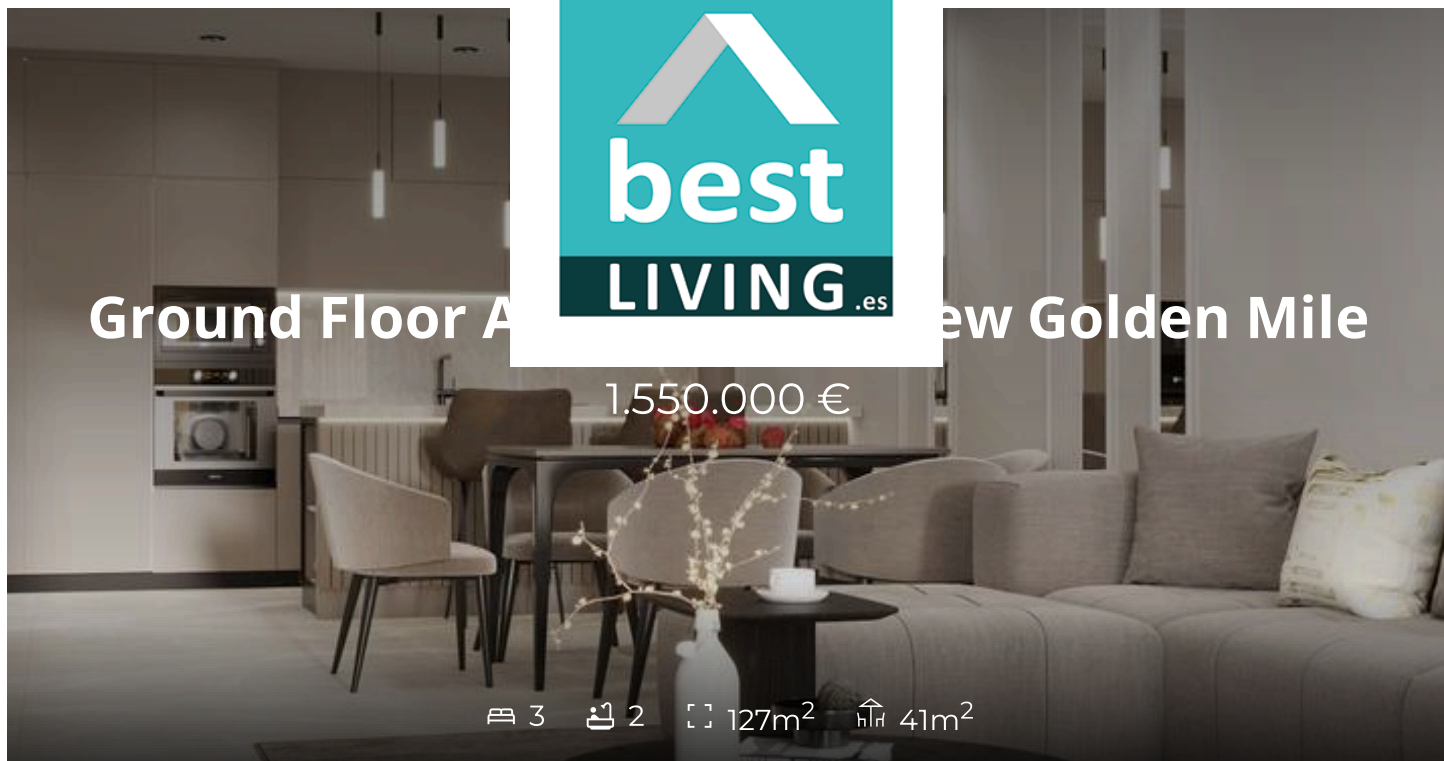 best
LIVING.es
Ground Floor A ew Golden Mile
1.550.000 €
3 2 127m2 41m2